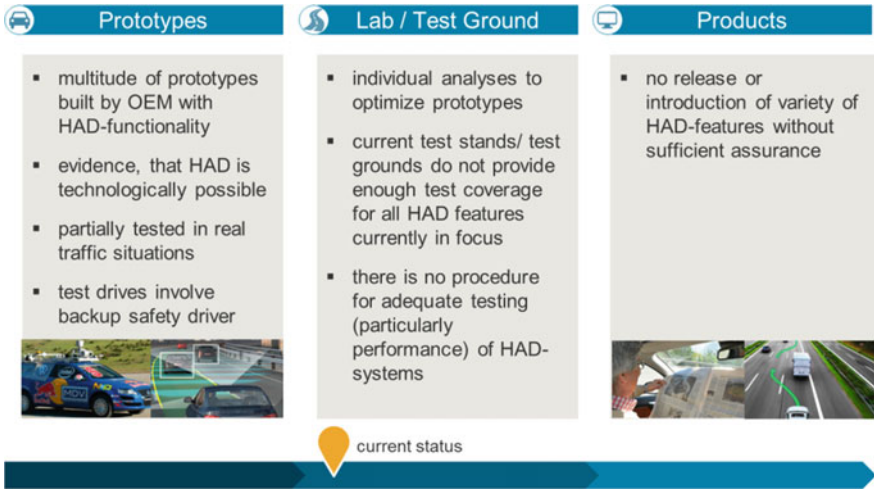 Prototypes
multitude of prototypes
built by OEM with
HAD-functionality
evidence, that HAD is
technologically possible
partially tested in real
traffic situations
test drives involve
backup safety driver
MDV
Lab / Test Ground
individual analyses to
optimize prototypes
current test stands/ test
grounds do not provide
enough test coverage
for all HAD features
currently in focus
there is no procedure
for adequate testing
(particularly
performance) of HAD-
systems
Products
no release or
introduction of variety of
HAD-features without
sufficient assurance
current status